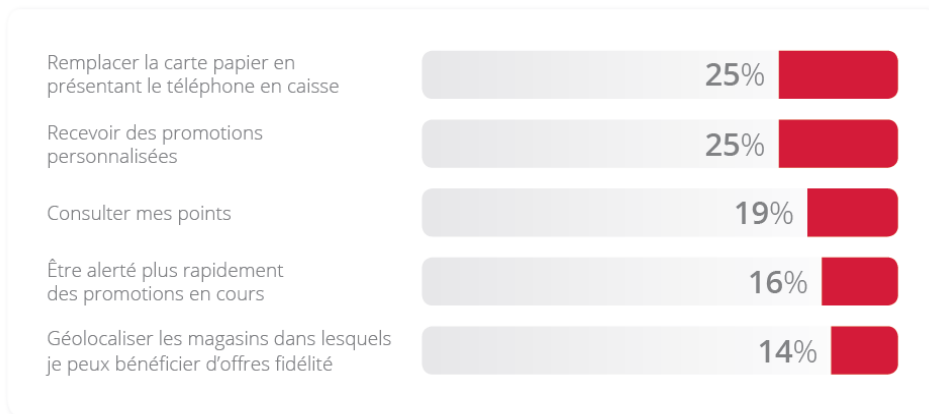 Remplacer la carte papier en
présentant le téléphone en caisse
25%
Recevoir des promotions
personnalisées
25%
Consulter mes points
19%
Être alerté plus rapidement
des promotions en cours
16%
Géolocaliser les magasins dans lesquels
je peux bénéficier d’offres fidélité
14%